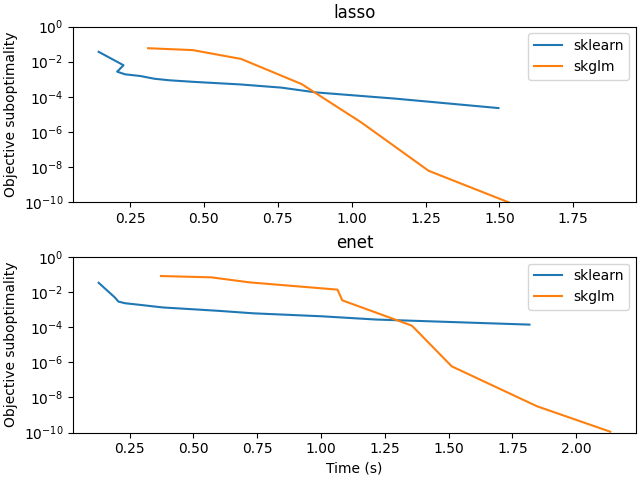 lasso
Objective suboptimality
10^0
10^-2
10^-4
10^-6
10^-8
10^-10
sklearn
skglm
0.25 0.50 0.75 1.00 1.25 1.50 1.75
enet
Objective suboptimality
10^0
10^-2
10^-4
10^-6
10^-8
10^-10
sklearn
skglm
0.25 0.50 0.75 1.00 1.25 1.50 1.75 2.00
Time (s)